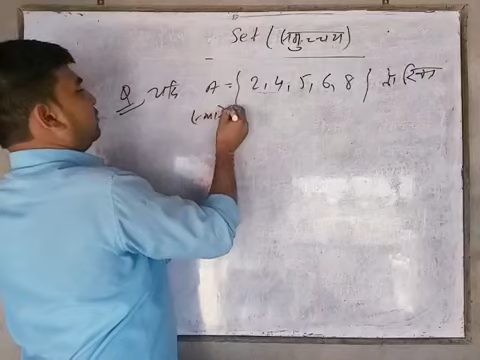 Set (समुच्चय)
Q यदि A = { 2, 4, 5, 6, 8 } तो रिक्त